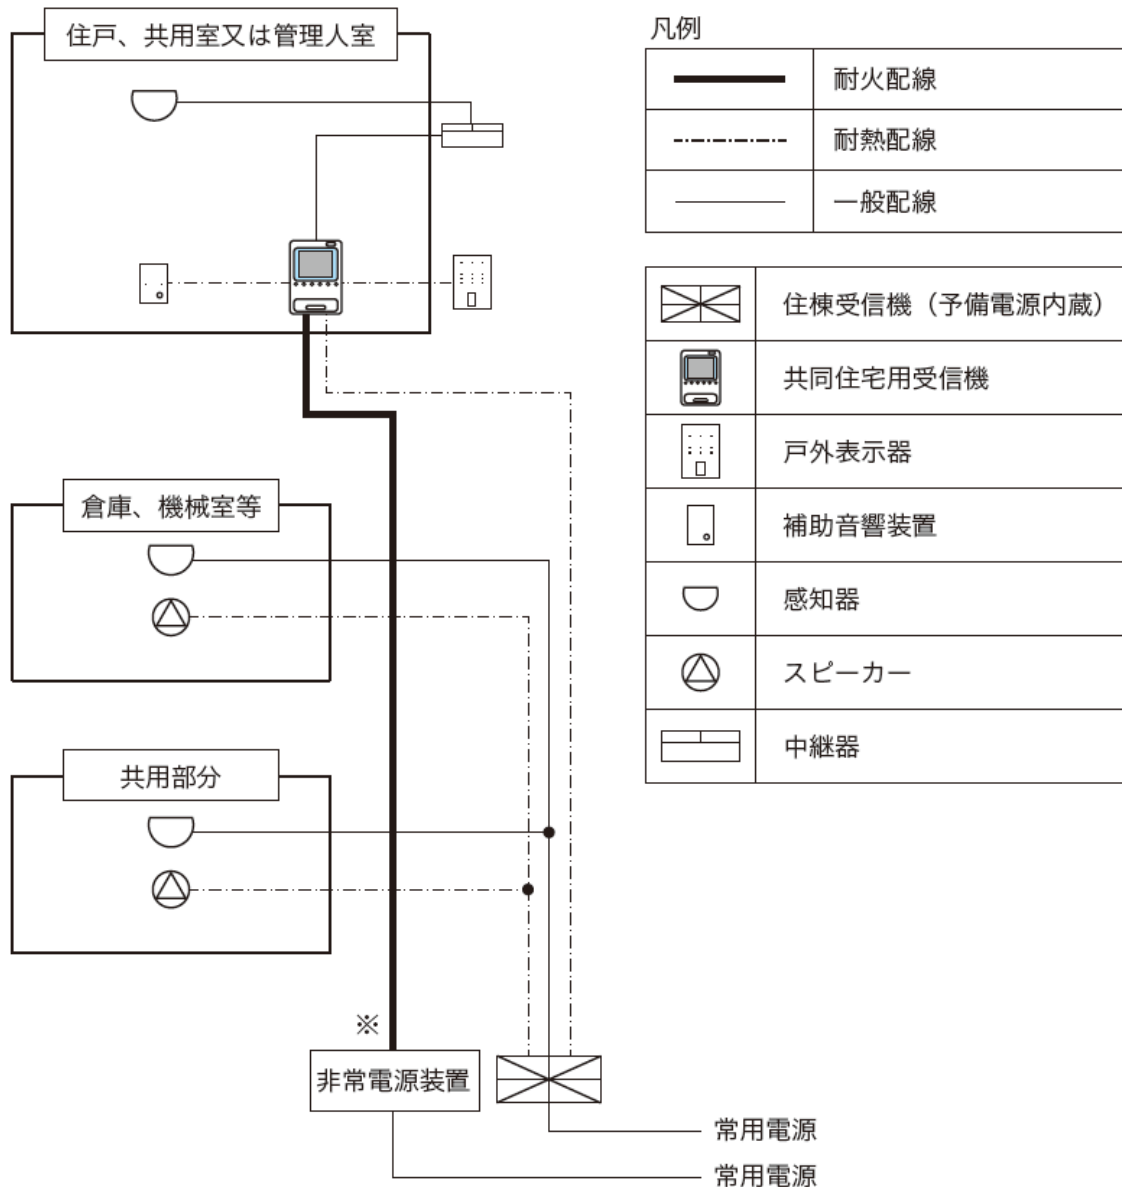 住戸、共用室又は管理人室
倉庫、機械室等
共用部分
※
非常電源装置
常用電源
常用電源
凡例
耐火配線
耐熱配線
一般配線
住棟受信機（予備電源内蔵）
共同住宅用受信機
戸外表示器
補助音響装置
感知器
スピーカー
中継器